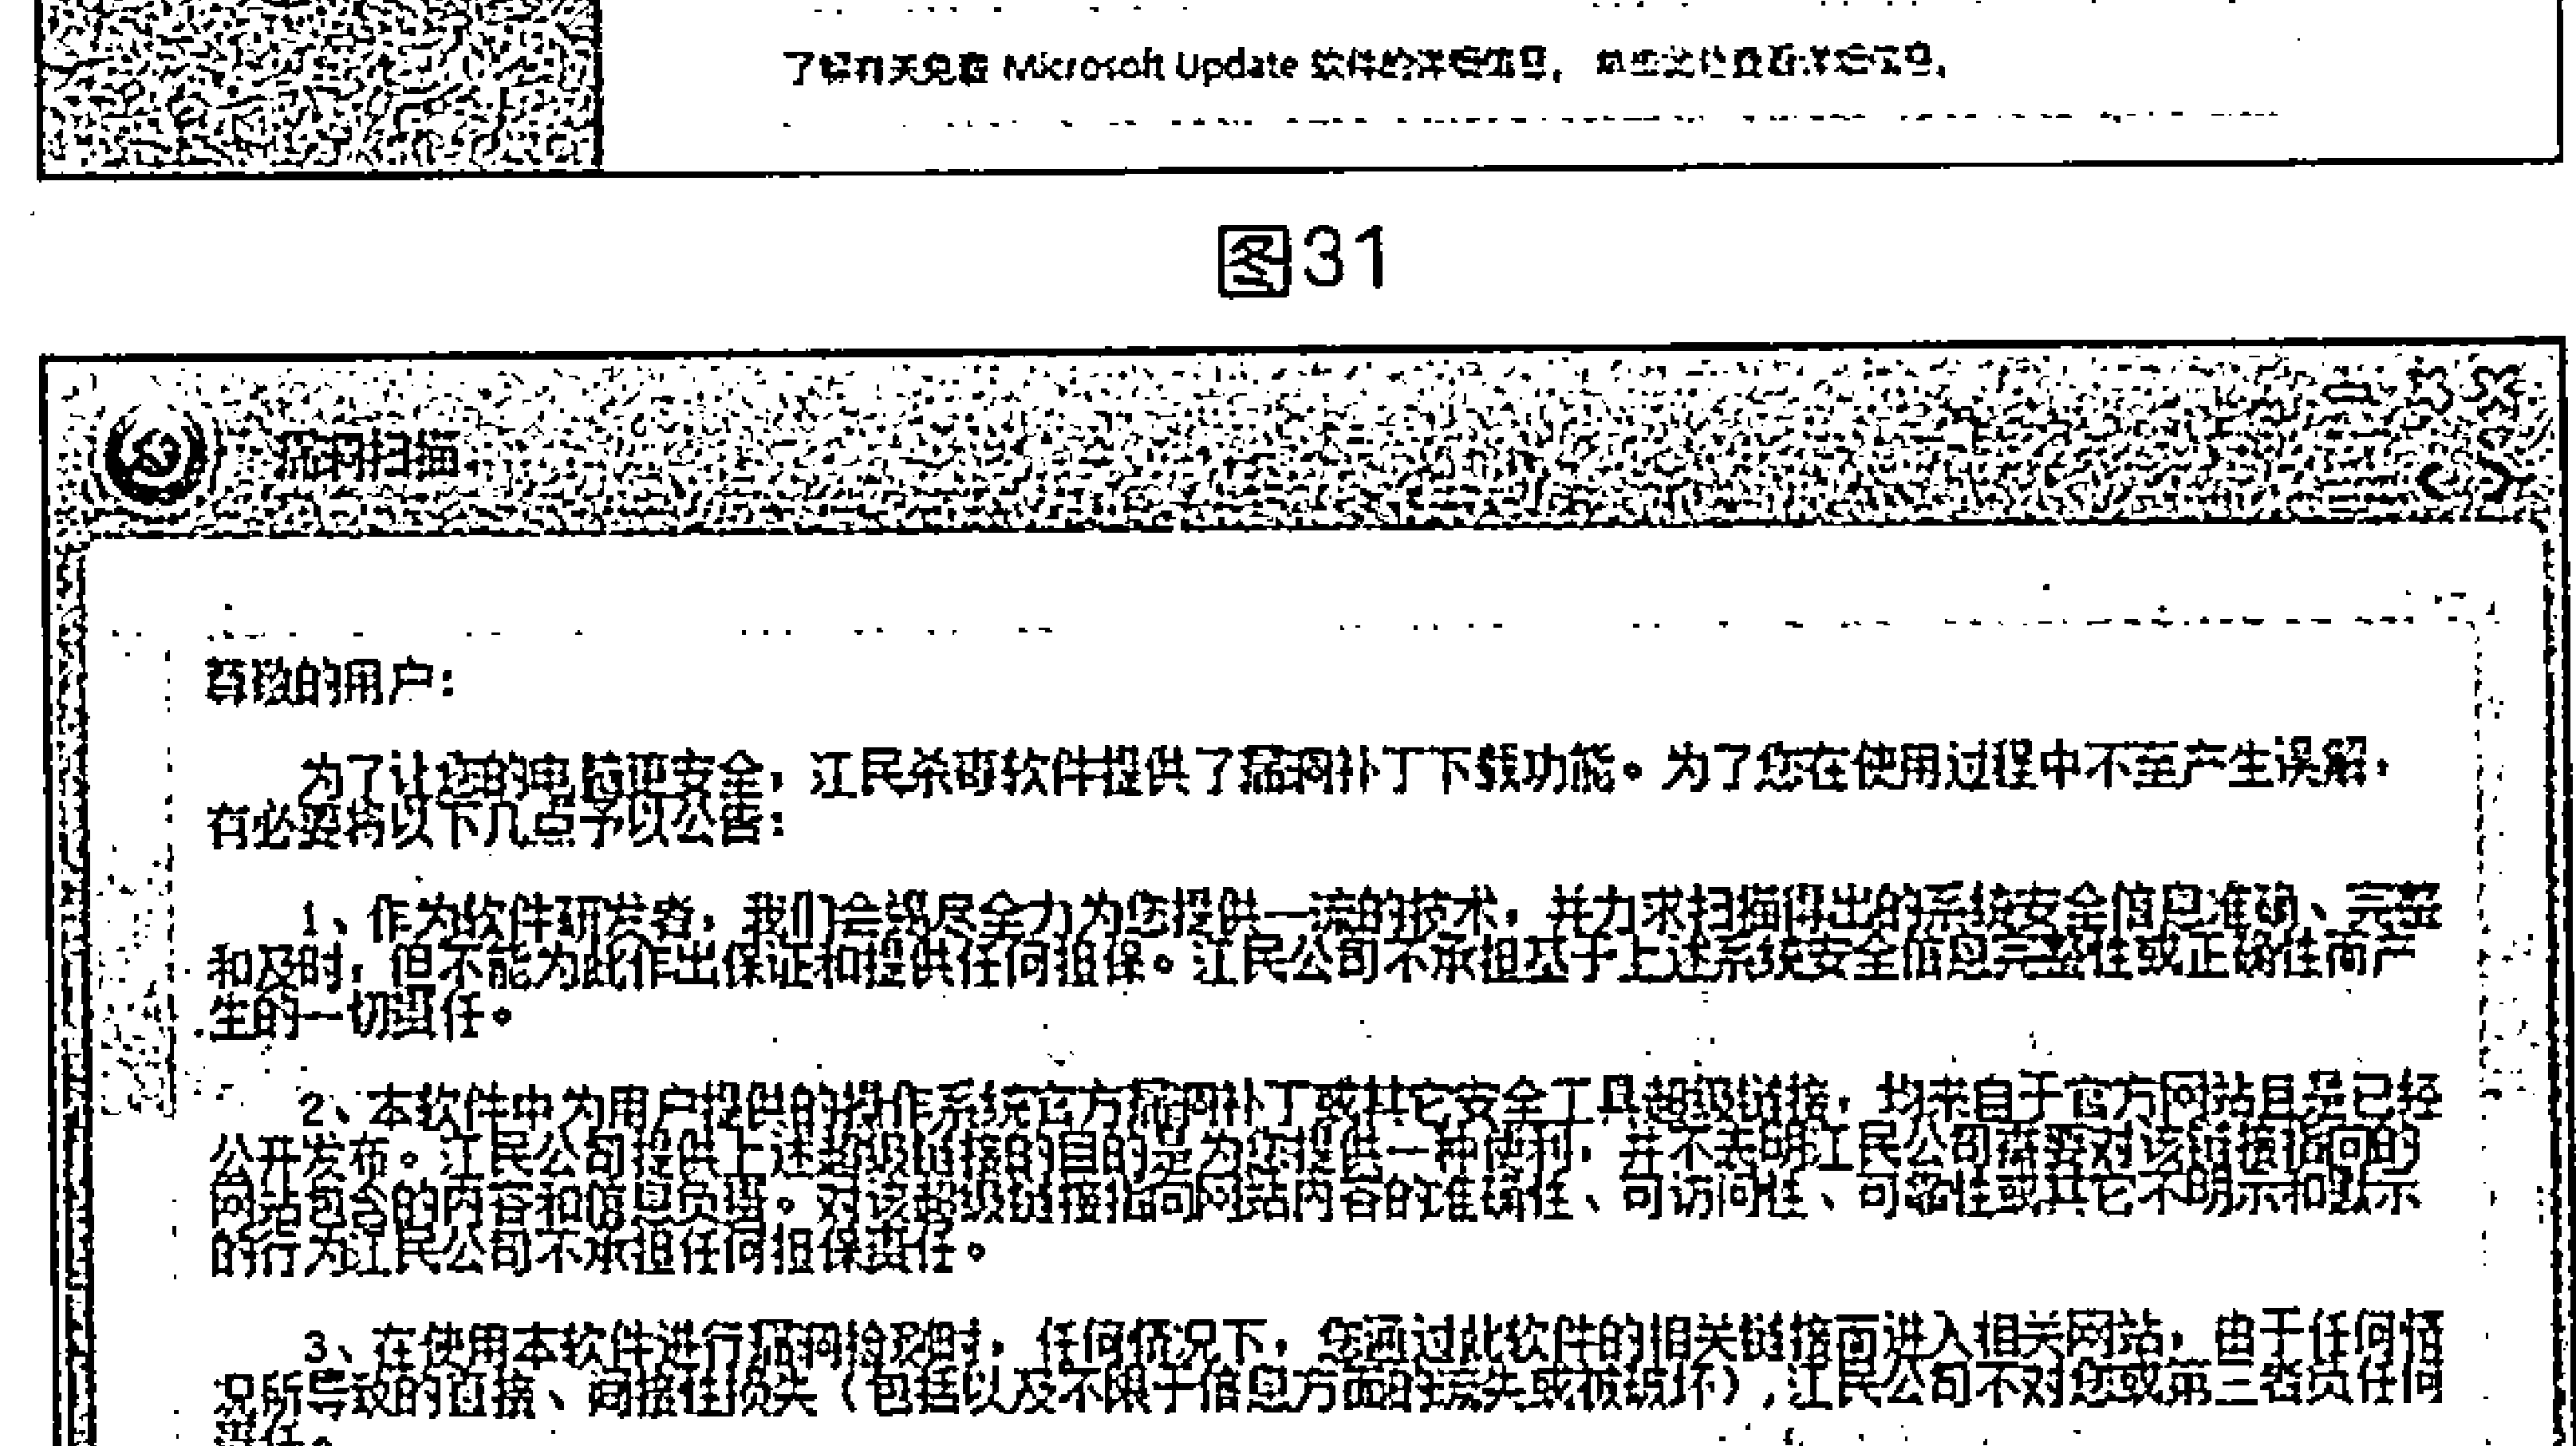 了解有关免费 Microsoft Update 软件的详细信息，
图31
漏洞扫描
尊敬的用户：
为了让您的电脑更安全，江民杀毒软件提供了漏洞补丁下载功能。为了您在使用过程中不至产生误解，
有必要将以下几点予以公告：
1、作为软件研发者，我们会竭尽全力为您提供一流的技术，并力求扫描得出的系统安全信息准确、完整
和及时，但不能为此作出保证和提供任何担保。江民公司不承担基于上述系统安全信息完整性或正确性而产
生的一切责任。
2、本软件中为用户提供的操作系统官方漏洞补丁或其它安全工具超级链接，均来自于官方网站且是已经
公开发布。江民公司提供上述超级链接的目的是为您提供一种便利，并不表明江民公司需要对该链接指向的
网站包含的内容和信息负责。对该超级链接指向网站内容的准确性、可访问性、可靠性或其它不明示和默示
的行为江民公司不承担任何担保责任。
3、在使用本软件进行漏洞检测时，任何情况下，您通过此软件的相关链接而进入相关网站，由于任何情
况所导致的直接、间接性损失（包括以及不限于信息方面的丢失或被破坏），江民公司不对您或第三者负任何
责任。